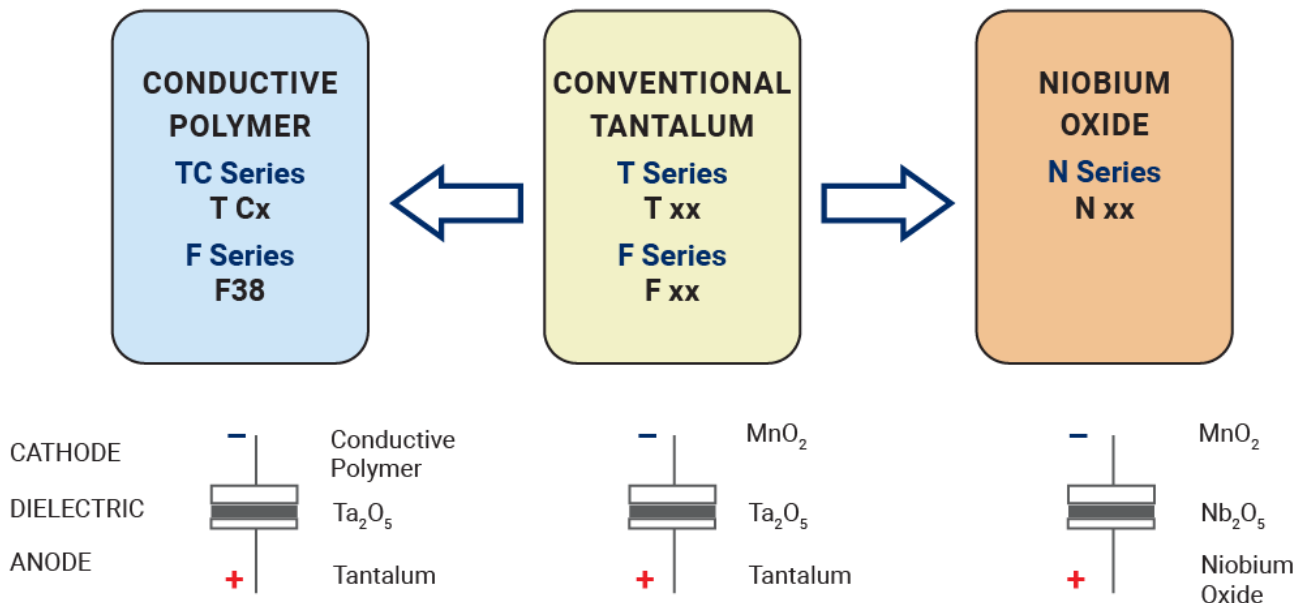 CONDUCTIVE
POLYMER
TC Series
T Cx
F Series
F38
CONVENTIONAL
TANTALUM
T Series
T xx
F Series
F xx
NIOBIUM
OXIDE
N Series
N xx
CATHODE
DIELECTRIC
ANODE
–
Conductive
Polymer
Ta₂O₅
+
Tantalum
–
MnO₂
Ta₂O₅
+
Tantalum
–
MnO₂
Nb₂O₅
+
Niobium
Oxide